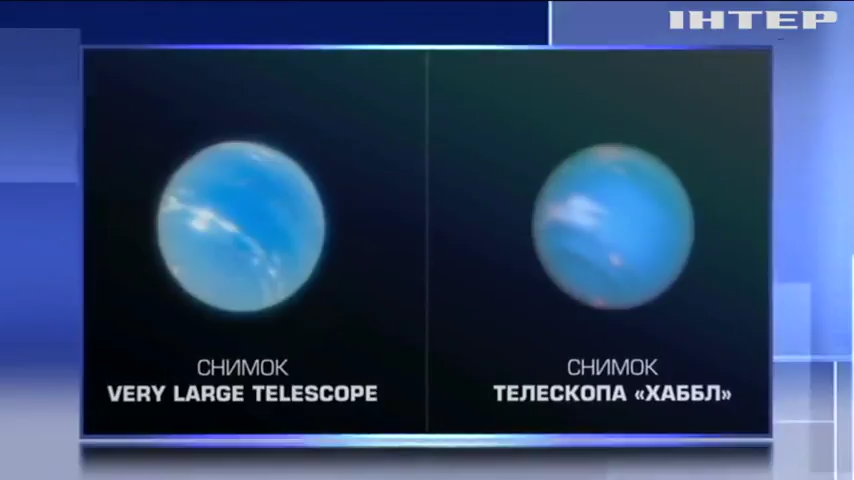 ІНТЕР
СНИМОК
VERY LARGE TELESCOPE
СНИМОК
ТЕЛЕСКОПА «ХАББЛ»